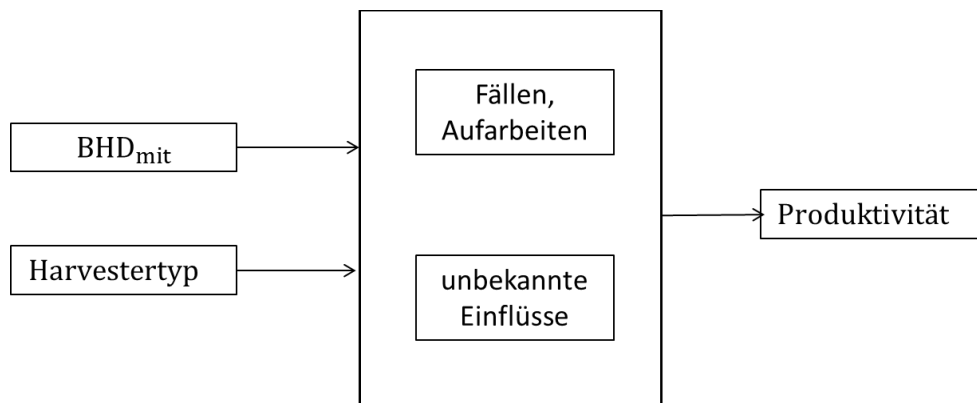 BHDmit
Harvestertyp
Fällen,
Aufarbeiten
unbekannte
Einflüsse
Produktivität